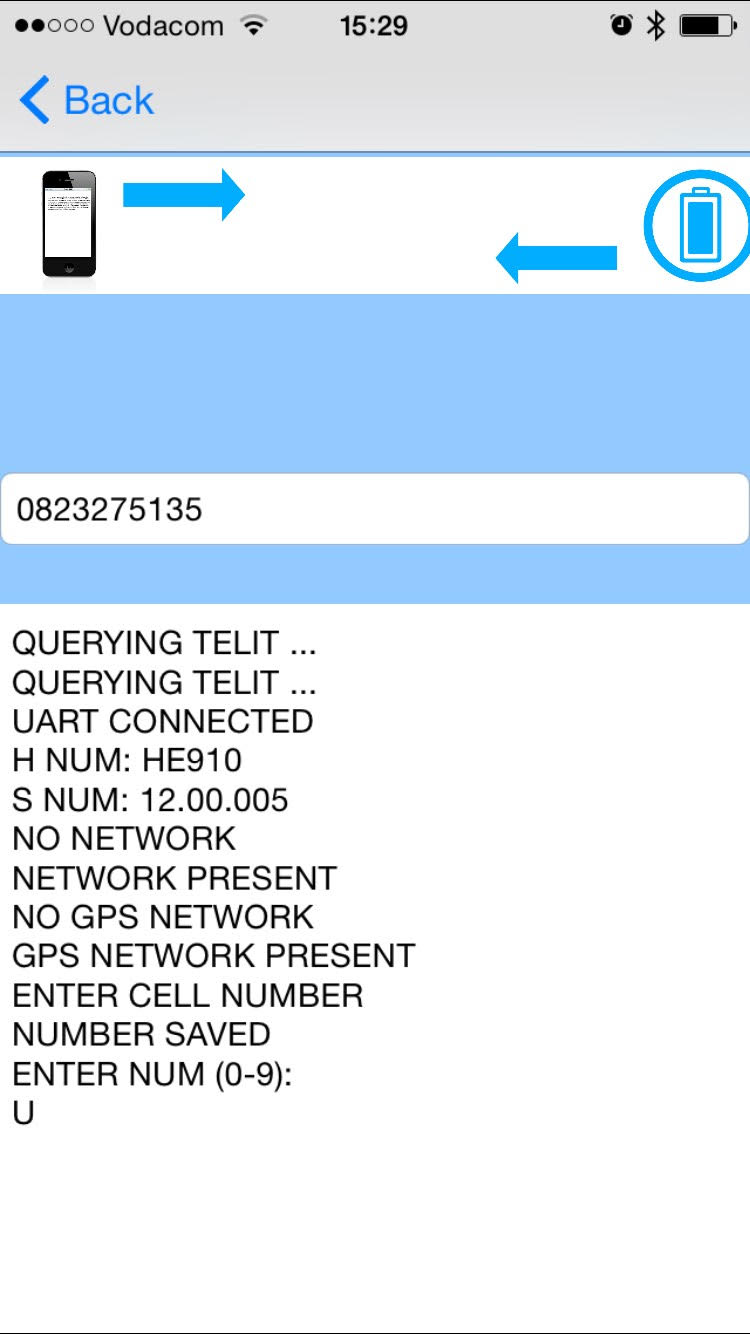 Vodacom 15:29
Back
0823275135
QUERYING TELIT ...
QUERYING TELIT ...
UART CONNECTED
H NUM: HE910
S NUM: 12.00.005
NO NETWORK
NETWORK PRESENT
NO GPS NETWORK
GPS NETWORK PRESENT
ENTER CELL NUMBER
NUMBER SAVED
ENTER NUM (0-9):
U